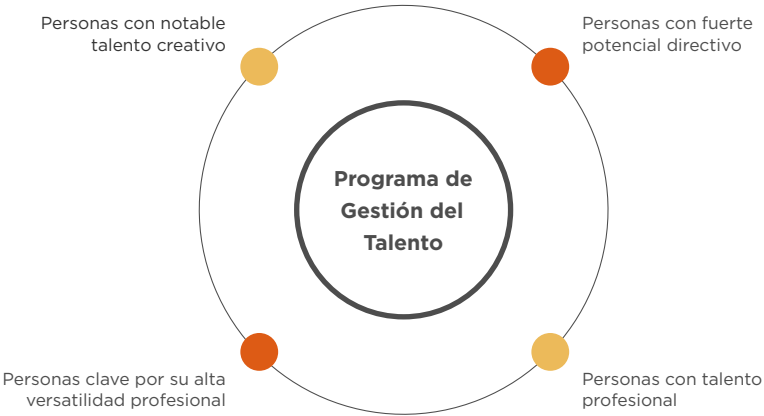 Personas con notable
talento creativo
Personas con fuerte
potencial directivo
Programa de
Gestión del
Talento
Personas clave por su alta
versatilidad profesional
Personas con talento
profesional